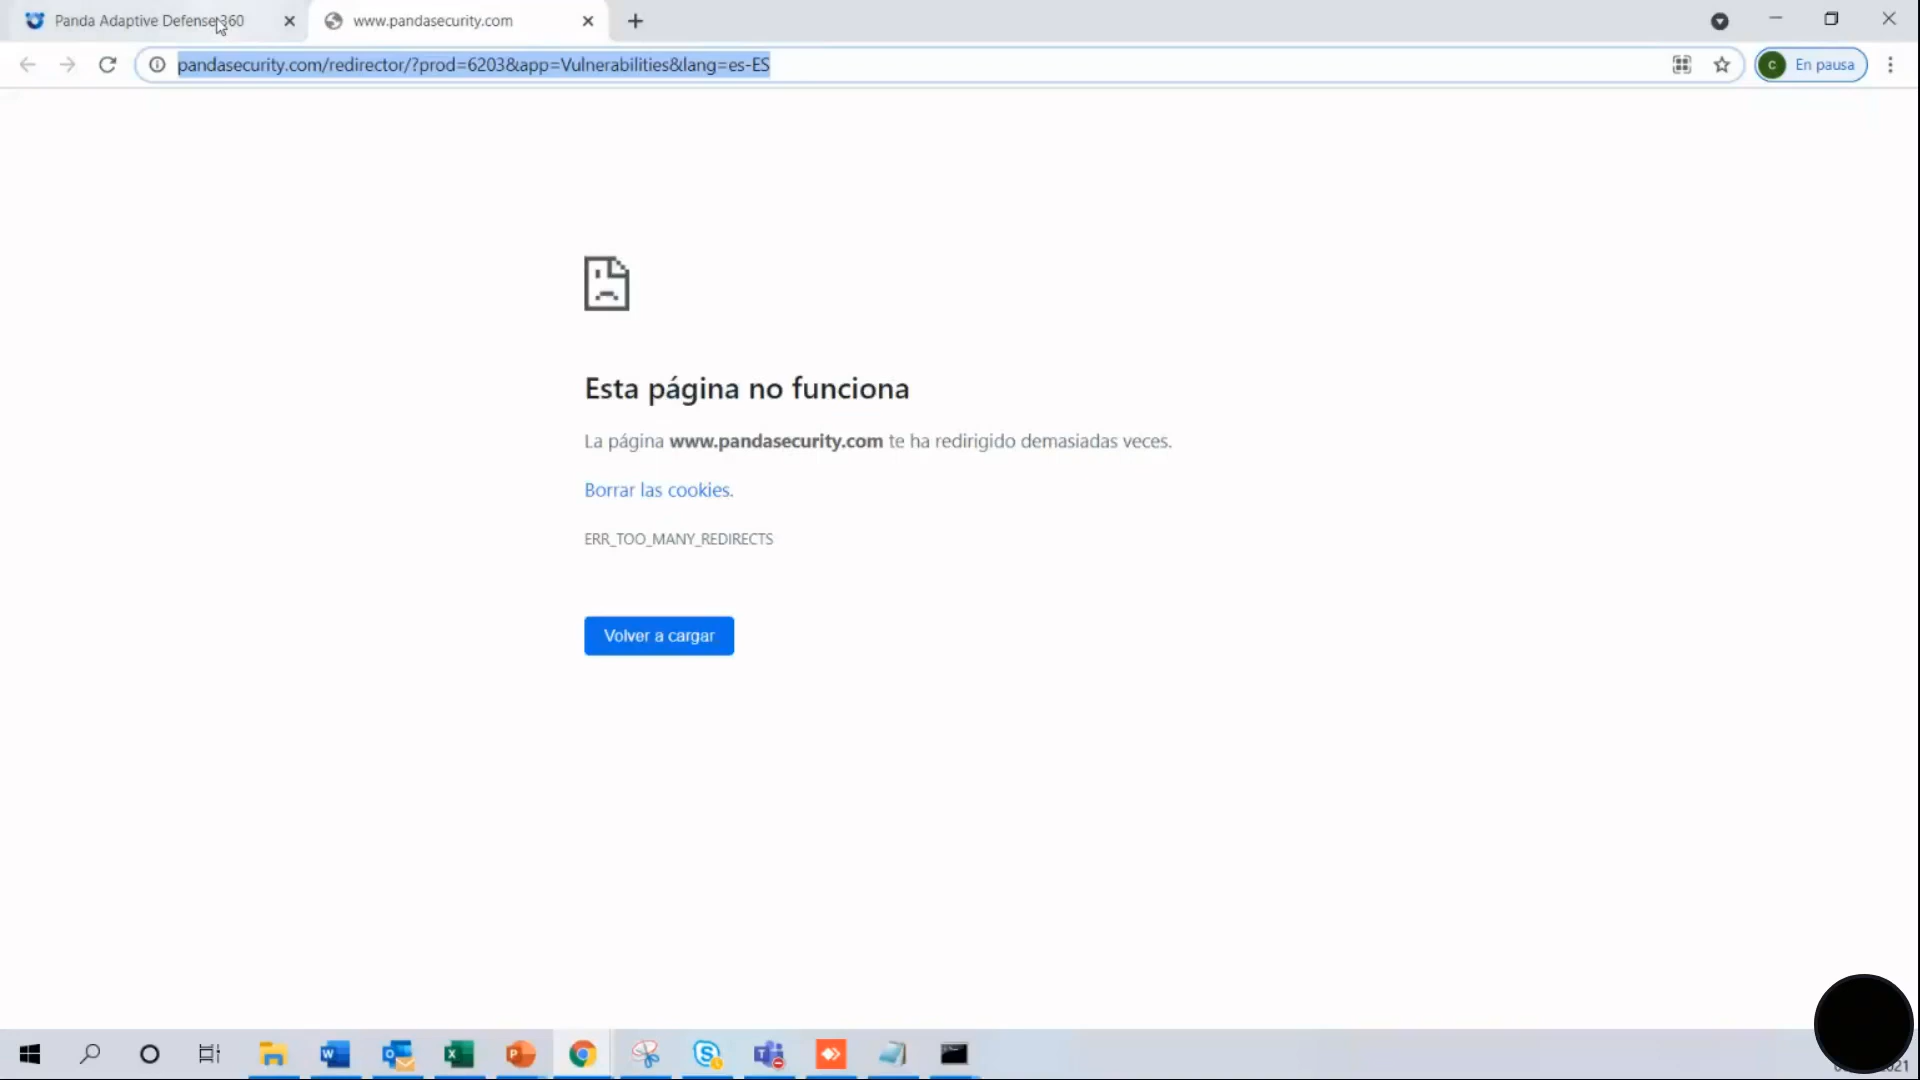 Panda Adaptive Defense 360
www.pandasecurity.com
pandasecurity.com/redirector/?prod=6203&app=Vulnerabilities&lang=es-ES
C
En pausa
Esta página no funciona
La página www.pandasecurity.com te ha redirigido demasiadas veces.
Borrar las cookies.
ERR_TOO_MANY_REDIRECTS
Volver a cargar